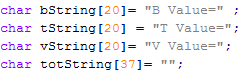 char bString[20]= "B Value=" ;
char tString[20] = "T Value=";
char vString[20]= "V Value=";
char totString[37]= "";